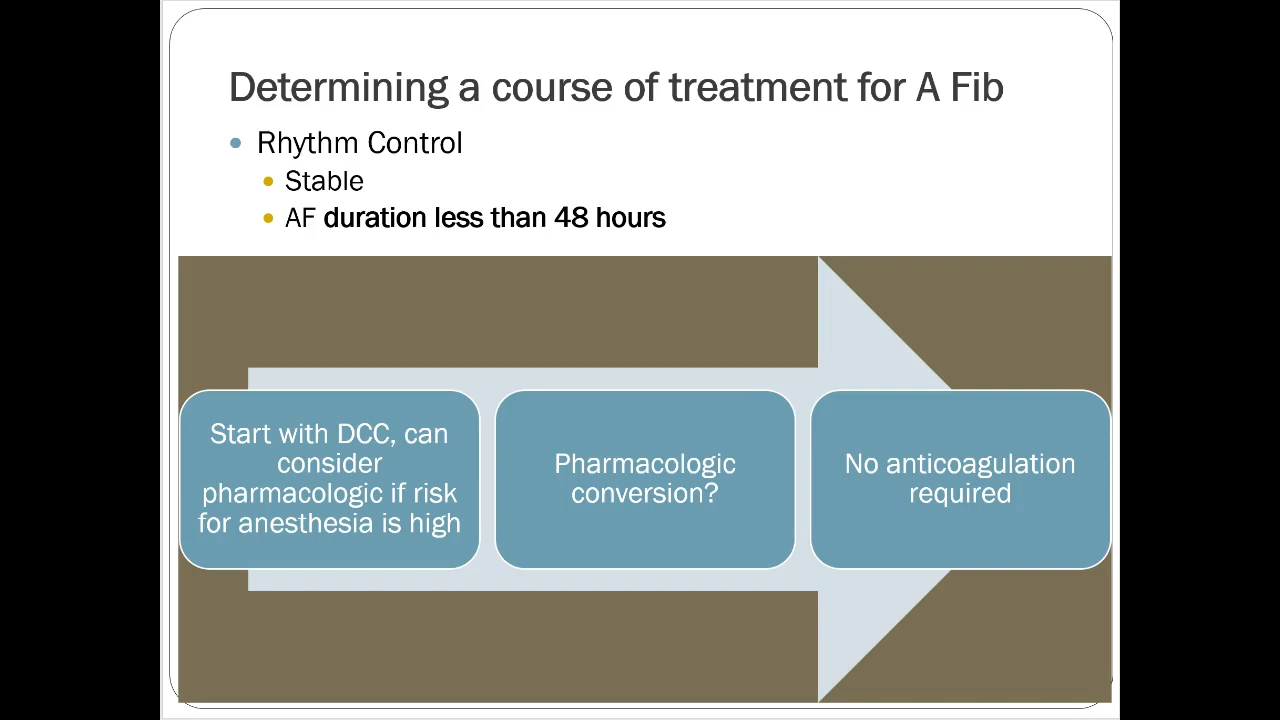 Determining a course of treatment for A Fib
Rhythm Control
Stable
AF duration less than 48 hours
Start with DCC, can
consider
pharmacologic if risk
for anesthesia is high
Pharmacologic
conversion?
No anticoagulation
required